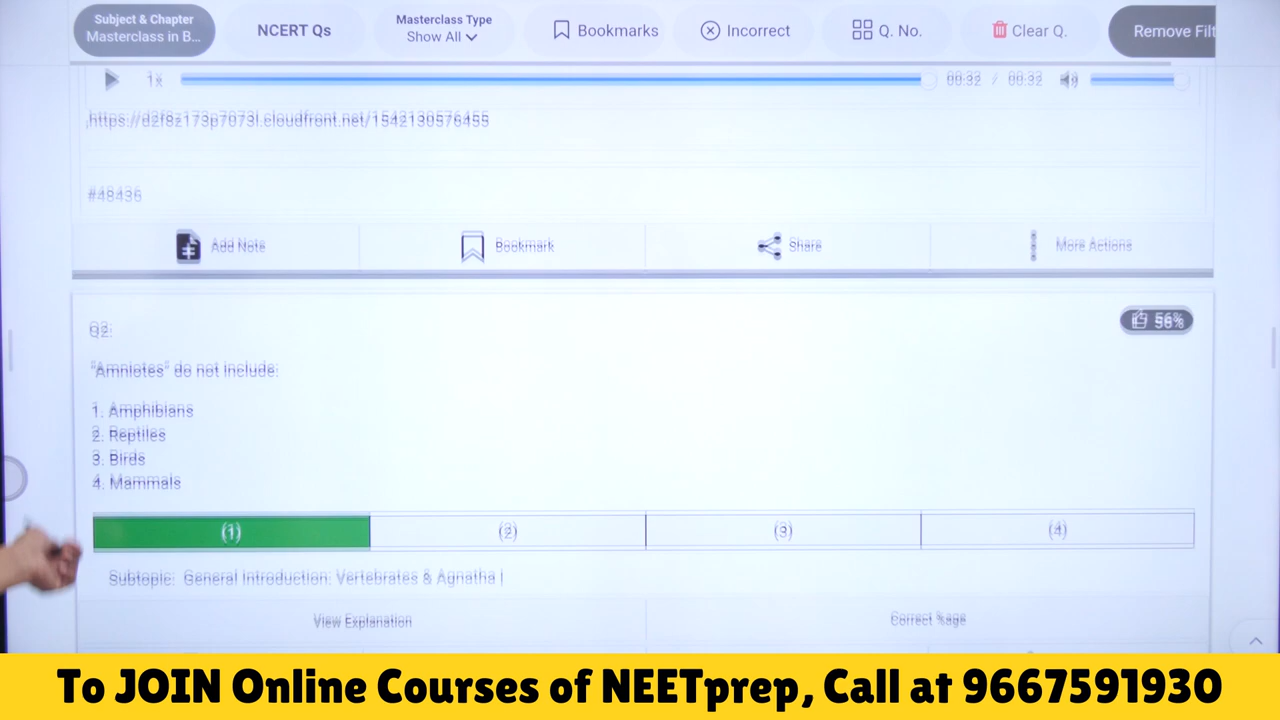 Subject & Chapter
Masterclass in B...
NCERT Qs
Masterclass Type
Show All
Bookmarks
Incorrect
Q. No.
Clear Q.
Remove Filt
1x
00:32 / 00:32
,https://d2f8z173p7073l.cloudfront.net/1542130576455
#48436
Add Note
Bookmark
Share
More Actions
Q2:
56%
"Amniotes" do not include:
1. Amphibians
2. Reptiles
3. Birds
4. Mammals
(1)
(2)
(3)
(4)
Subtopic: General Introduction: Vertebrates & Agnatha |
View Explanation
Correct %age
To JOIN Online Courses of NEETprep, Call at 9667591930